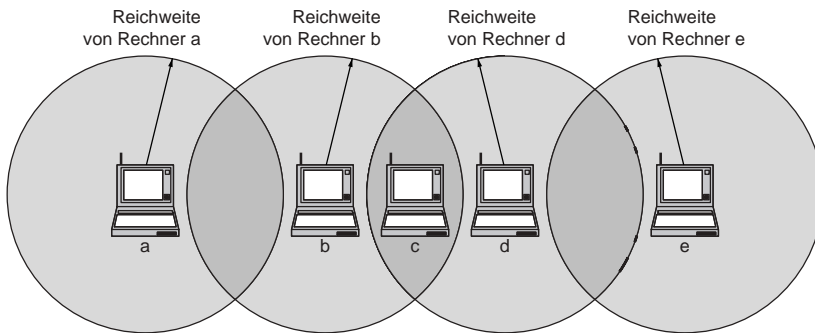 Reichweite
von Rechner a
Reichweite
von Rechner b
Reichweite
von Rechner d
Reichweite
von Rechner e
a
b
c
d
e